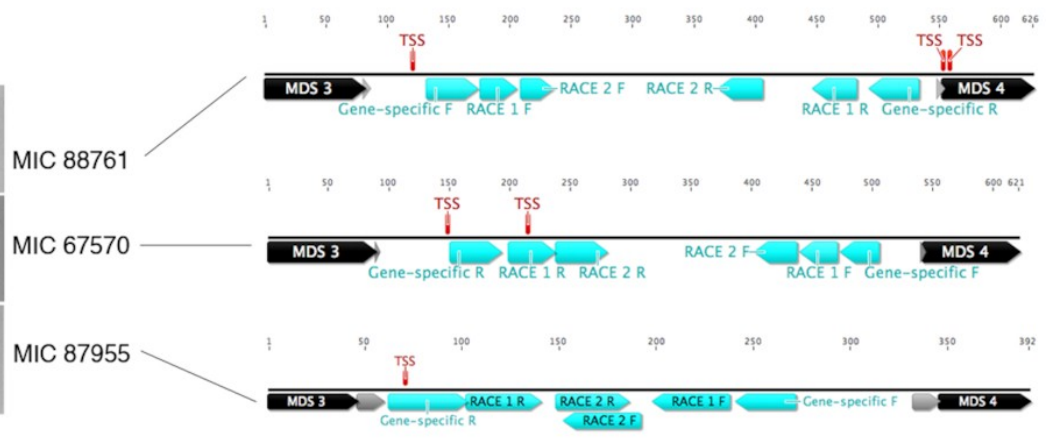 1 50 100 150 200 250 300 350 400 450 500 550 600 626
TSS TSS TSS
MDS 3 RACE 2 F RACE 2 R MDS 4
Gene-specific F RACE 1 F RACE 1 R Gene-specific R
MIC 88761
1 50 100 150 200 250 300 350 400 450 500 550 600 621
TSS TSS
MIC 67570
MDS 3 RACE 2 F MDS 4
Gene-specific R RACE 1 R RACE 2 R RACE 1 F Gene-specific F
1 50 100 150 200 250 300 350 392
MIC 87955
TSS
MDS 3 RACE 1 R RACE 2 R RACE 1 F Gene-specific F MDS 4
Gene-specific R RACE 2 F